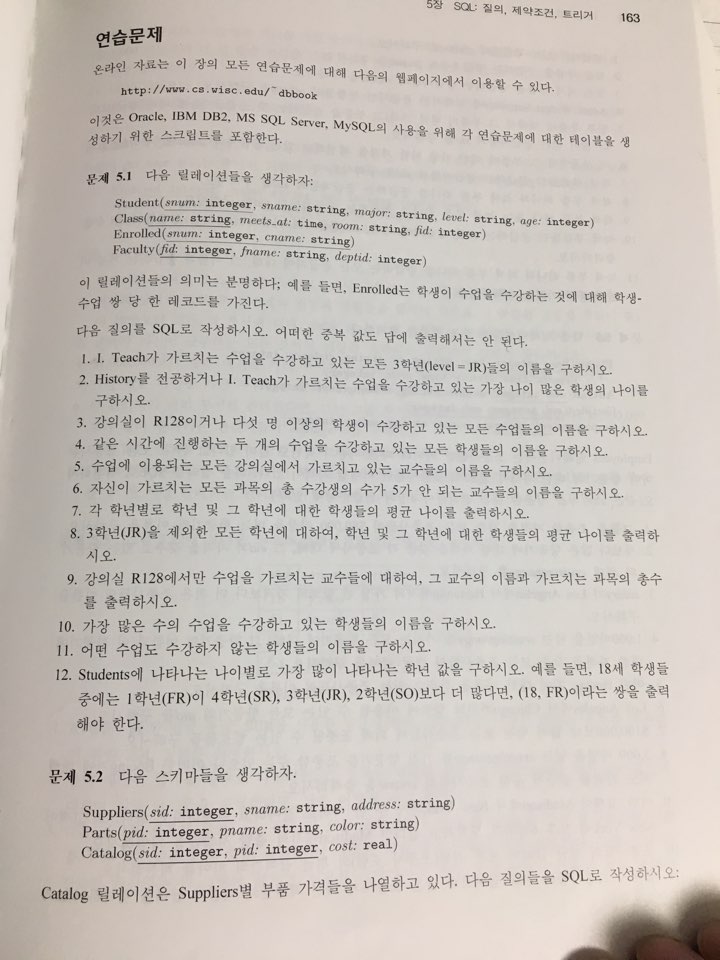 5장 SQL: 질의, 제약조건, 트리거 163
연습문제
온라인 자료는 이 장의 모든 연습문제에 대해 다음의 웹페이지에서 이용할 수 있다.
http://www.cs.wisc.edu/~dbbook
이것은 Oracle, IBM DB2, MS SQL Server, MySQL의 사용을 위해 각 연습문제에 대한 테이블을 생
성하기 위한 스크립트를 포함한다.
문제 5.1 다음 릴레이션들을 생각하자:
Student(snum: integer, sname: string, major: string, level: string, age: integer)
Class(name: string, meets_at: time, room: string, fid: integer)
Enrolled(snum: integer, cname: string)
Faculty(fid: integer, fname: string, deptid: integer)
이 릴레이션들의 의미는 분명하다; 예를 들면, Enrolled는 학생이 수업을 수강하는 것에 대해 학생-
수업 쌍 당 한 레코드를 가진다.
다음 질의를 SQL로 작성하시오. 어떠한 중복 값도 답에 출력해서는 안 된다.
1. I. Teach가 가르치는 수업을 수강하고 있는 모든 3학년(level = JR)들의 이름을 구하시오.
2. History를 전공하거나 I. Teach가 가르치는 수업을 수강하고 있는 가장 나이 많은 학생의 나이를
구하시오.
3. 강의실이 R128이거나 다섯 명 이상의 학생이 수강하고 있는 모든 수업들의 이름을 구하시오.
4. 같은 시간에 진행하는 두 개의 수업을 수강하고 있는 모든 학생들의 이름을 구하시오.
5. 수업에 이용되는 모든 강의실에서 가르치고 있는 교수들의 이름을 구하시오.
6. 자신이 가르치는 모든 과목의 총 수강생의 수가 5가 안 되는 교수들의 이름을 구하시오.
7. 각 학년별로 학년 및 그 학년에 대한 학생들의 평균 나이를 출력하시오.
8. 3학년(JR)을 제외한 모든 학년에 대하여, 학년 및 그 학년에 대한 학생들의 평균 나이를 출력하
시오.
9. 강의실 R128에서만 수업을 가르치는 교수들에 대하여, 그 교수의 이름과 가르치는 과목의 총수
를 출력하시오.
10. 가장 많은 수의 수업을 수강하고 있는 학생들의 이름을 구하시오.
11. 어떤 수업도 수강하지 않는 학생들의 이름을 구하시오.
12. Students에 나타나는 나이별로 가장 많이 나타나는 학년 값을 구하시오. 예를 들면, 18세 학생들
중에는 1학년(FR)이 4학년(SR), 3학년(JR), 2학년(SO)보다 더 많다면, (18, FR)이라는 쌍을 출력
해야 한다.
문제 5.2 다음 스키마들을 생각하자.
Suppliers(sid: integer, sname: string, address: string)
Parts(pid: integer, pname: string, color: string)
Catalog(sid: integer, pid: integer, cost: real)
Catalog 릴레이션은 Suppliers별 부품 가격들을 나열하고 있다. 다음 질의들을 SQL로 작성하시오: